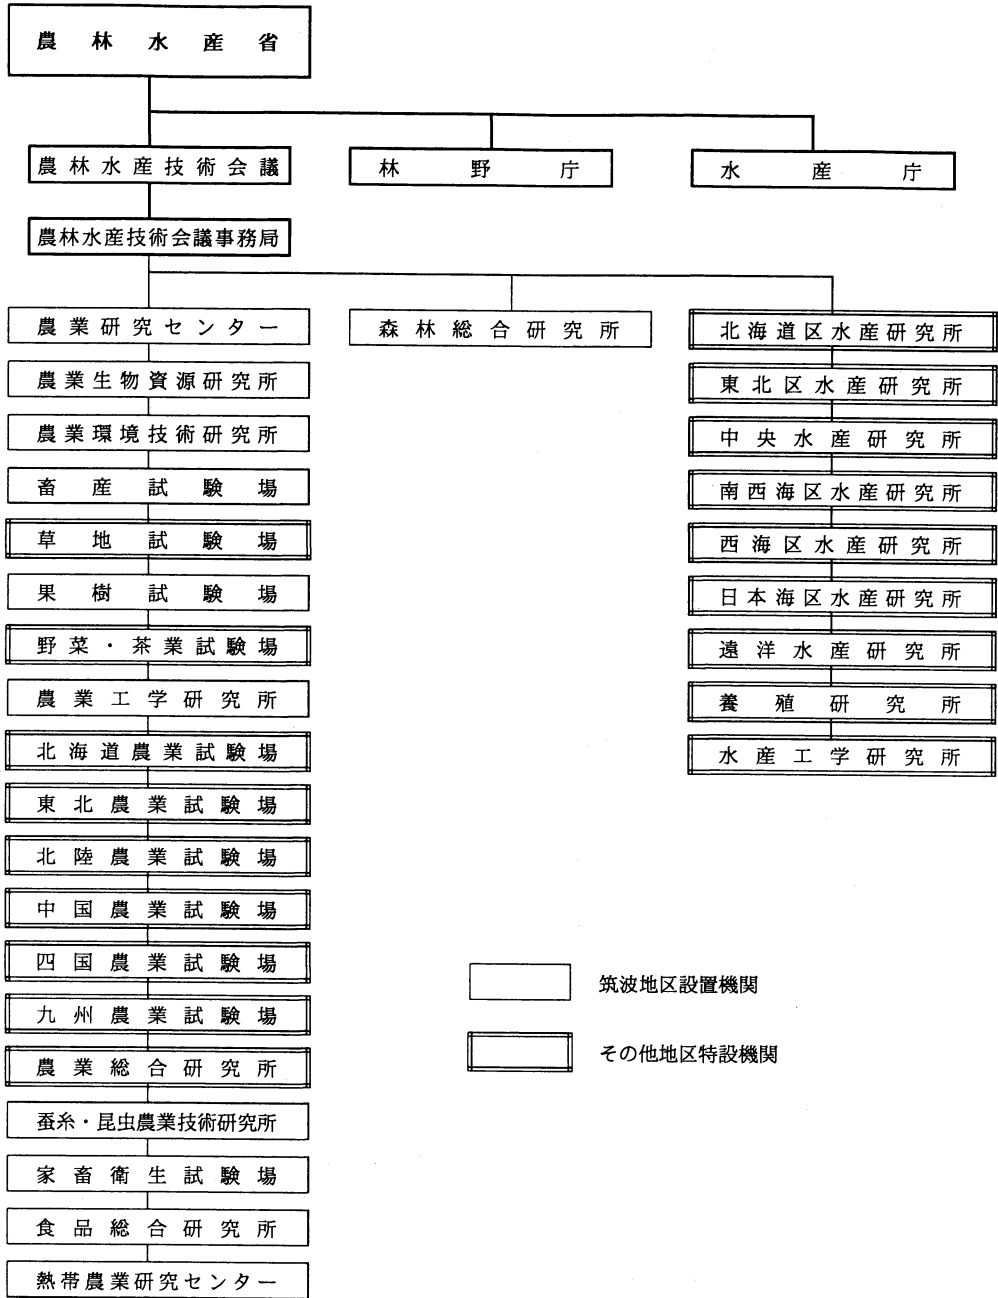 農林水産省
農林水産技術会議
林野庁
水産庁
農林水産技術会議事務局
農業研究センター
農業生物資源研究所
農業環境技術研究所
畜産試験場
草地試験場
果樹試験場
野菜・茶業試験場
農業工学研究所
北海道農業試験場
東北農業試験場
北陸農業試験場
中国農業試験場
四国農業試験場
九州農業試験場
農業総合研究所
蚕糸・昆虫農業技術研究所
家畜衛生試験場
食品総合研究所
熱帯農業研究センター
森林総合研究所
北海道区水産研究所
東北区水産研究所
中央水産研究所
南西海区水産研究所
西海区水産研究所
日本海区水産研究所
遠洋水産研究所
養殖研究所
水産工学研究所
筑波地区設置機関
その他地区特設機関